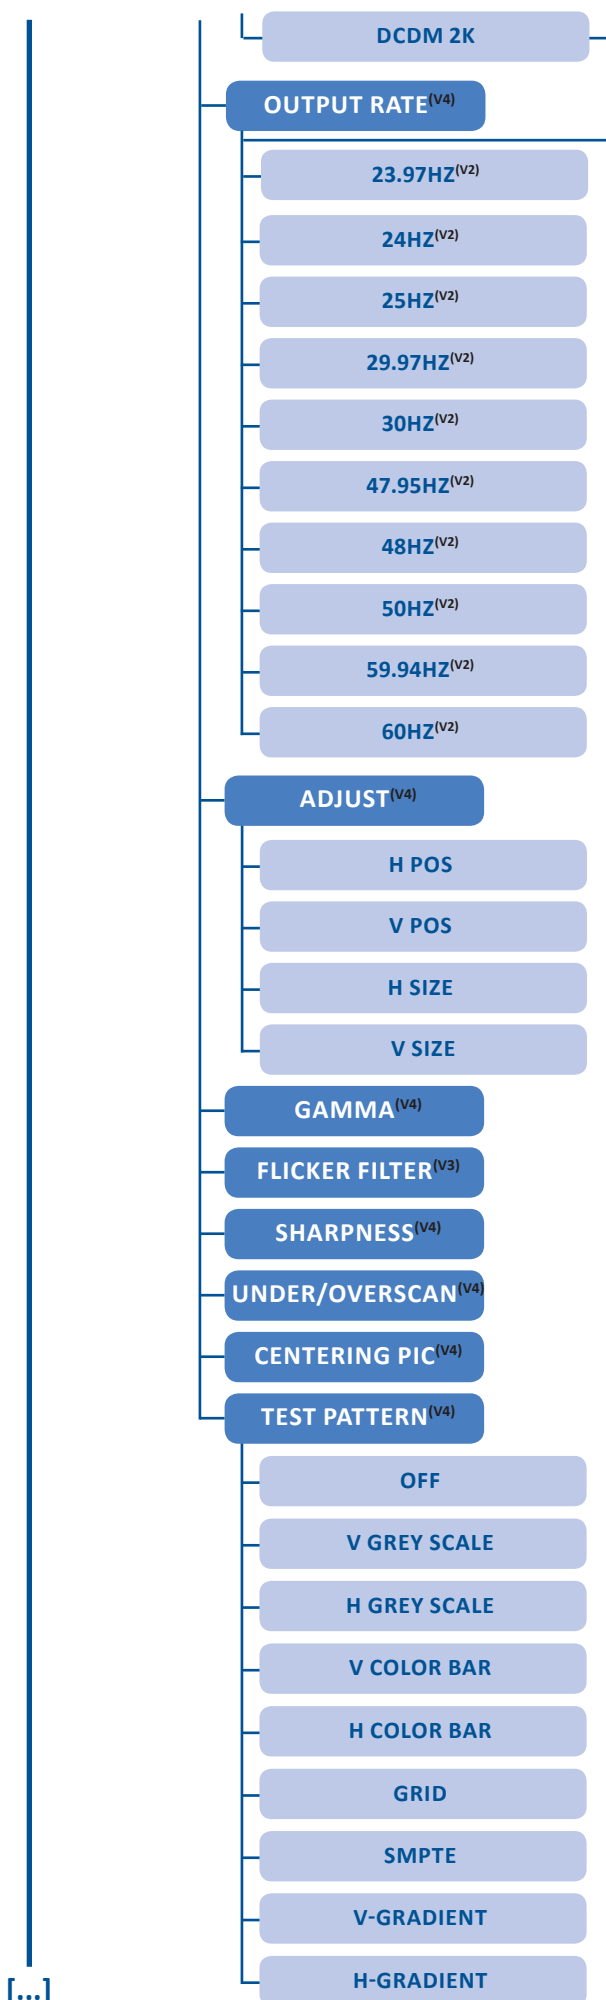 DCDM 2K
OUTPUT RATE(V4)
23.97HZ(V2)
24HZ(V2)
25HZ(V2)
29.97HZ(V2)
30HZ(V2)
47.95HZ(V2)
48HZ(V2)
50HZ(V2)
59.94HZ(V2)
60HZ(V2)
ADJUST(V4)
H POS
V POS
H SIZE
V SIZE
GAMMA(V4)
FLICKER FILTER(V3)
SHARPNESS(V4)
UNDER/OVERSCAN(V4)
CENTERING PIC(V4)
TEST PATTERN(V4)
OFF
V GREY SCALE
H GREY SCALE
V COLOR BAR
H COLOR BAR
GRID
SMPTE
V-GRADIENT
H-GRADIENT
[...]